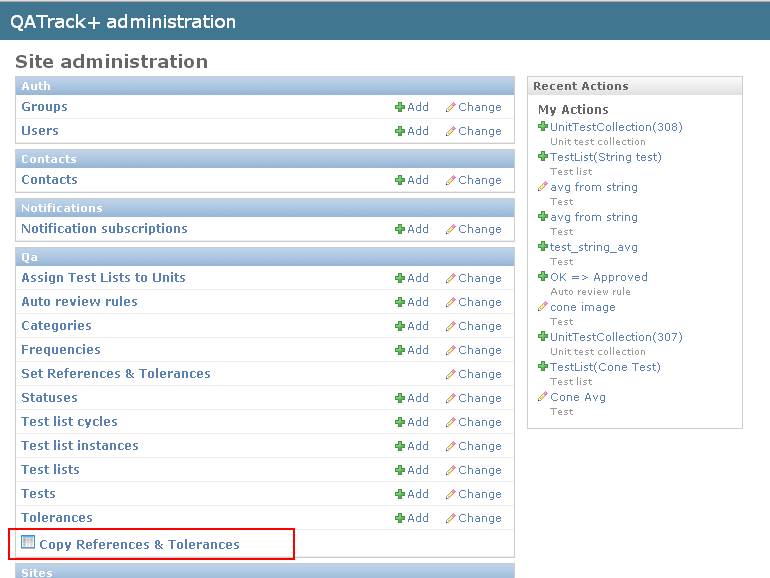 QATrack+ administration
Site administration
Auth
Groups Add Change
Users Add Change
Contacts
Contacts Add Change
Notifications
Notification subscriptions Add Change
Qa
Assign Test Lists to Units Add Change
Auto review rules Add Change
Categories Add Change
Frequencies Add Change
Set References & Tolerances Change
Statuses Add Change
Test list cycles Add Change
Test list instances Add Change
Test lists Add Change
Tests Add Change
Tolerances Add Change
Copy References & Tolerances
Sites
Recent Actions
My Actions
UnitTestCollection(308)
Unit test collection
TestList(String test)
Test list
avg from string
Test
avg from string
Test
test_string_avg
Test
OK => Approved
Auto review rule
cone image
Test
UnitTestCollection(307)
Unit test collection
TestList(Cone Test)
Test list
Cone Avg
Test